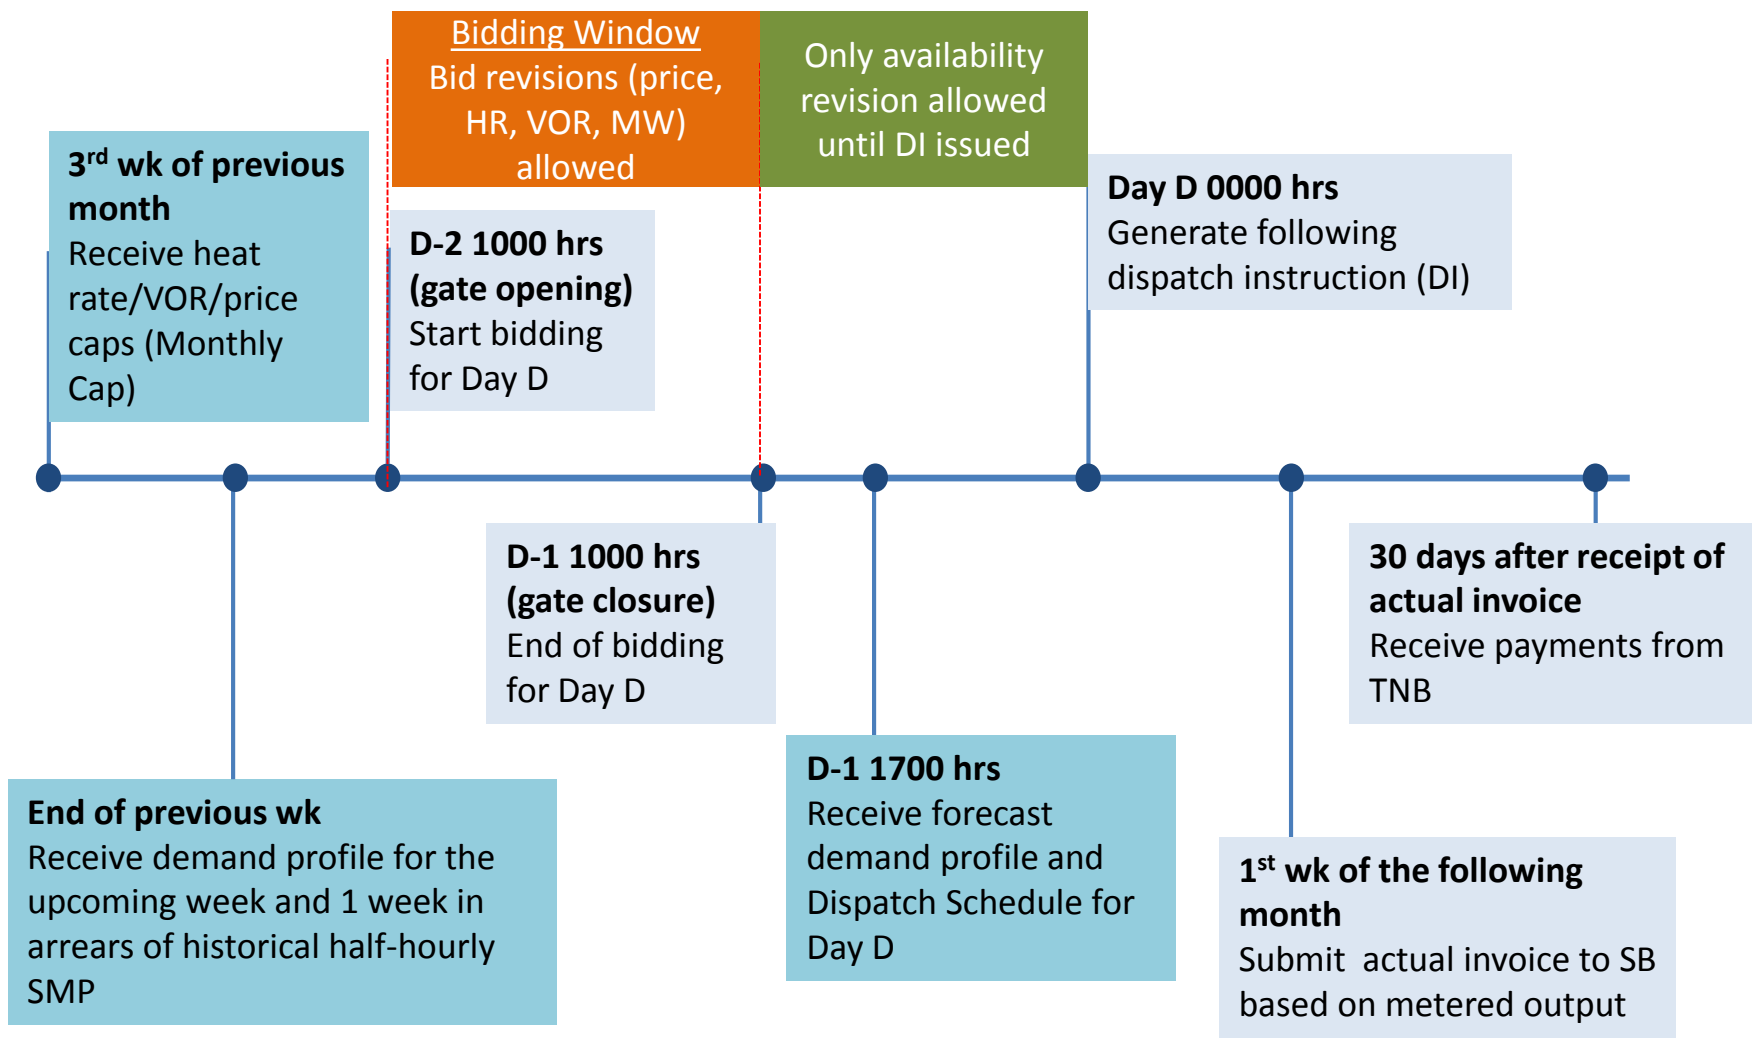 Bidding Window
Bid revisions (price,
HR, VOR, MW)
allowed
Only availability
revision allowed
until DI issued
3rd wk of previous
month
Receive heat
rate/VOR/price
caps (Monthly
Cap)
D-2 1000 hrs
(gate opening)
Start bidding
for Day D
Day D 0000 hrs
Generate following
dispatch instruction (DI)
D-1 1000 hrs
(gate closure)
End of bidding
for Day D
30 days after receipt of
actual invoice
Receive payments from
TNB
End of previous wk
Receive demand profile for the
upcoming week and 1 week in
arrears of historical half-hourly
SMP
D-1 1700 hrs
Receive forecast
demand profile and
Dispatch Schedule for
Day D
1st wk of the following
month
Submit actual invoice to SB
based on metered output